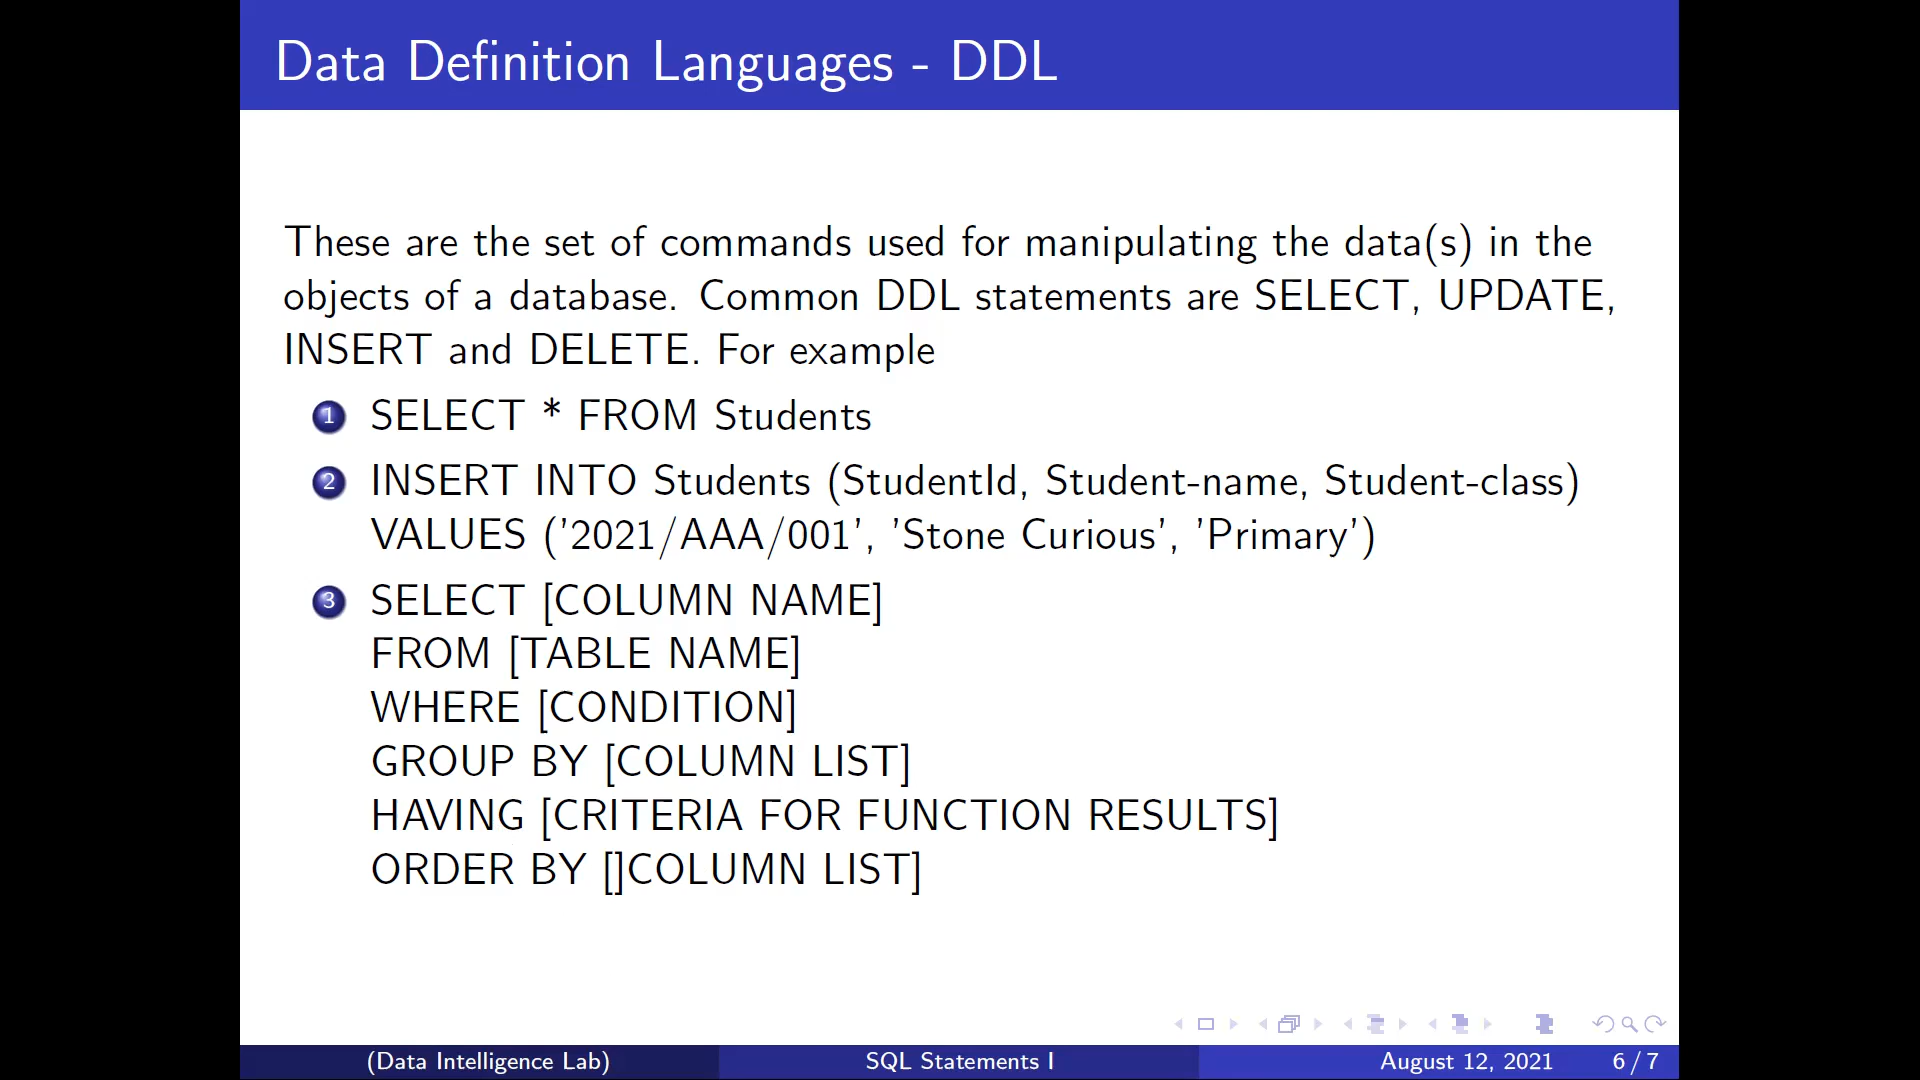 Data Definition Languages - DDL
These are the set of commands used for manipulating the data(s) in the
objects of a database. Common DDL statements are SELECT, UPDATE,
INSERT and DELETE. For example
1 SELECT * FROM Students
2 INSERT INTO Students (StudentId, Student-name, Student-class)
VALUES ('2021/AAA/001', 'Stone Curious', 'Primary')
3 SELECT [COLUMN NAME]
FROM [TABLE NAME]
WHERE [CONDITION]
GROUP BY [COLUMN LIST]
HAVING [CRITERIA FOR FUNCTION RESULTS]
ORDER BY []COLUMN LIST]
(Data Intelligence Lab) SQL Statements I August 12, 2021 6 / 7